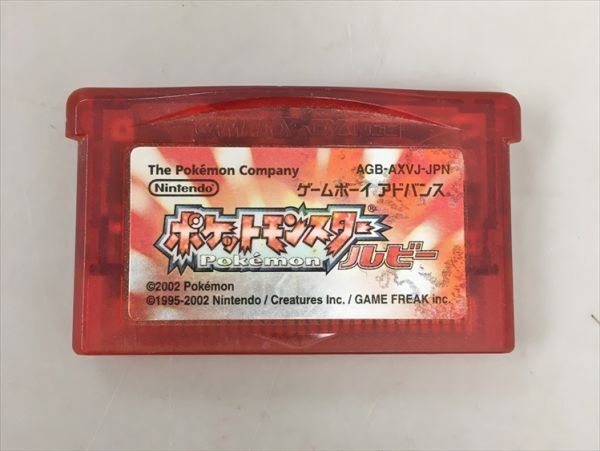 GAME BOY ADVANCE
The Pokémon Company AGB-AXVJ-JPN
Nintendo ゲームボーイ アドバンス
ポケットモンスター®
Pokémon ルビー
©2002 Pokémon
©1995-2002 Nintendo / Creatures Inc. / GAME FREAK inc.